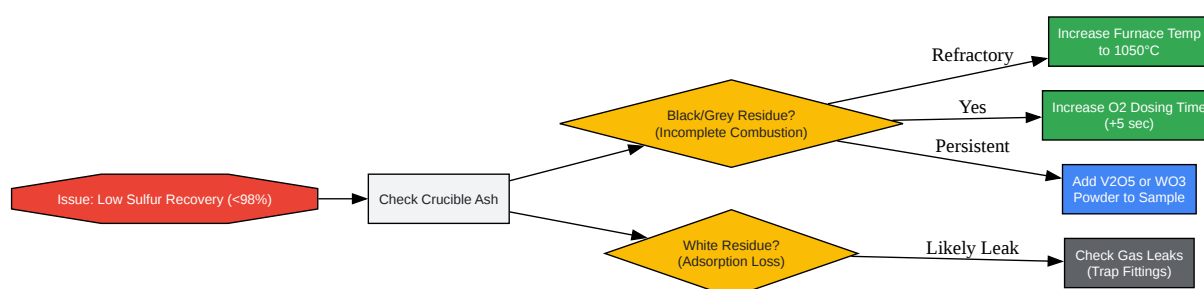 Issue: Low Sulfur Recovery (<98%)
Check Crucible Ash
Black/Grey Residue?
(Incomplete Combustion)
White Residue?
(Adsorption Loss)
Refractory
Yes
Persistent
Likely Leak
Increase Furnace Temp
to 1050°C
Increase O2 Dosing Time
(+5 sec)
Add V2O5 or WO3
Powder to Sample
Check Gas Leaks
(Trap Fittings)